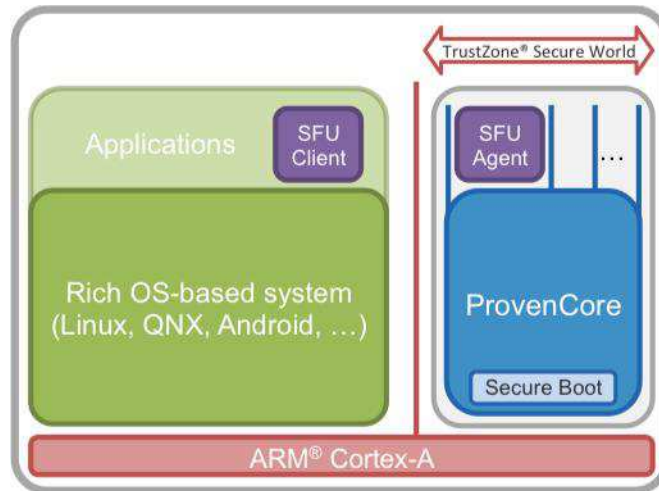 TrustZone® Secure World
Applications
SFU
Client
SFU
Agent
...
Rich OS-based system
(Linux, QNX, Android, ...)
ProvenCore
Secure Boot
ARM® Cortex-A